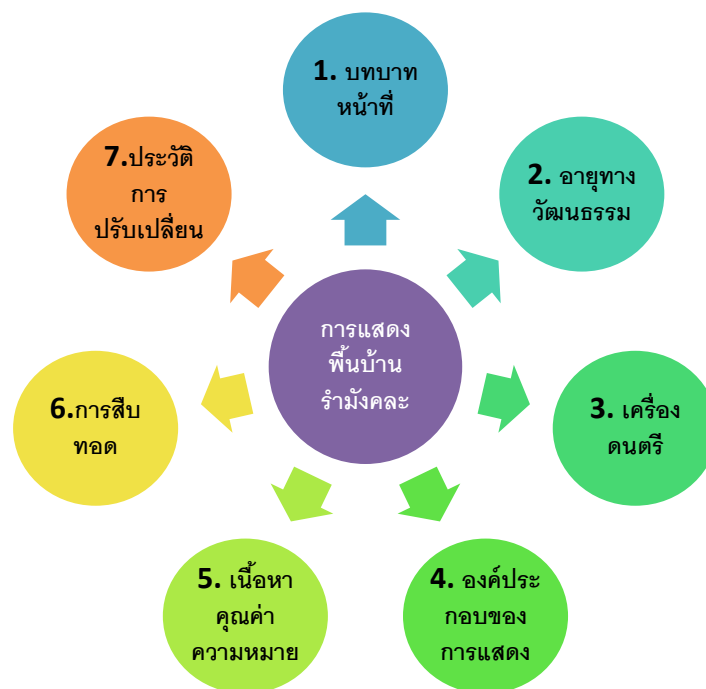 1. บทบาท
หน้าที่
2. อายุทาง
วัฒนธรรม
3. เครื่อง
ดนตรี
4. องค์ประ
กอบของ
การแสดง
5. เนื้อหา
คุณค่า
ความหมาย
6.การสืบ
ทอด
7.ประวัติ
การ
ปรับเปลี่ยน
การแสดง
พื้นบ้าน
รำมังคละ